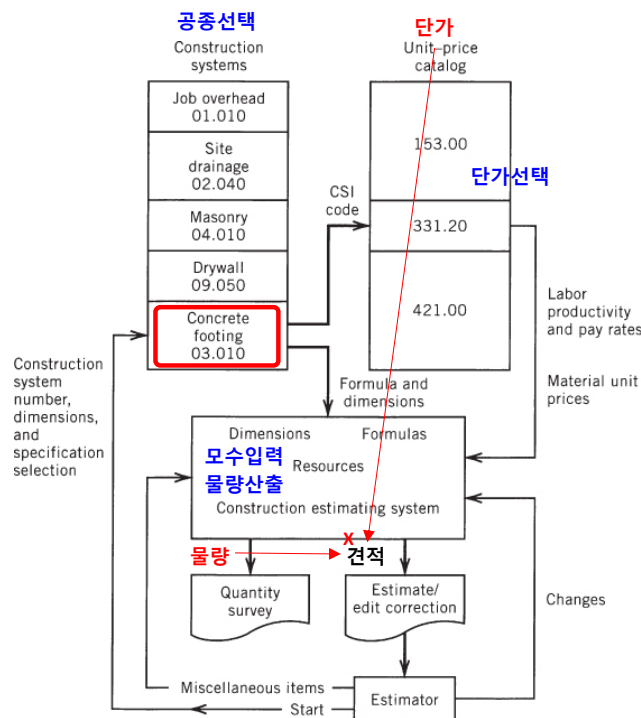 공종선택
Construction
systems
단가
Unit-price
catalog
Job overhead
01.010
Site
drainage
02.040
Masonry
04.010
Drywall
09.050
Concrete
footing
03.010
CSI
code
153.00
단가선택
331.20
421.00
Labor
productivity
and pay rates
Material unit
prices
Construction
system
number,
dimensions,
and
specification
selection
Formula and
dimensions
Dimensions Formulas
모수입력
Resources
물량산출
Construction estimating system
물량
X
견적
Quantity
survey
Estimate/
edit correction
Changes
Miscellaneous items
Start
Estimator